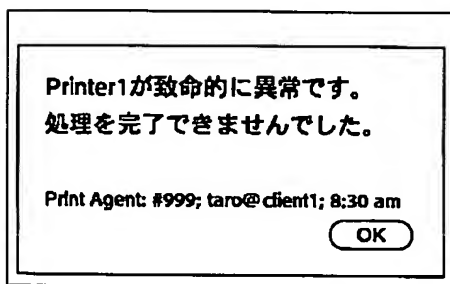 Printer1が致命的に異常です。
処理を完了できませんでした。
Print Agent: #999; taro@client1; 8:30 am
OK